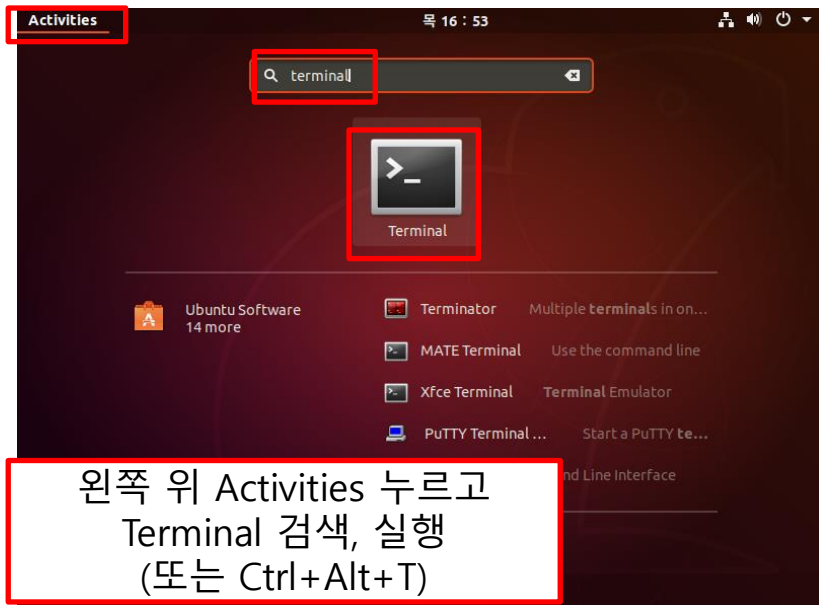 Activities
목 16 : 53
terminal
Terminal
Ubuntu Software
14 more
Terminator Multiple terminals in on...
MATE Terminal Use the command line
Xfce Terminal Terminal Emulator
PuTTY Terminal ... Start a PuTTY te...
Line Interface
왼쪽 위 Activities 누르고
Terminal 검색, 실행
(또는 Ctrl+Alt+T)